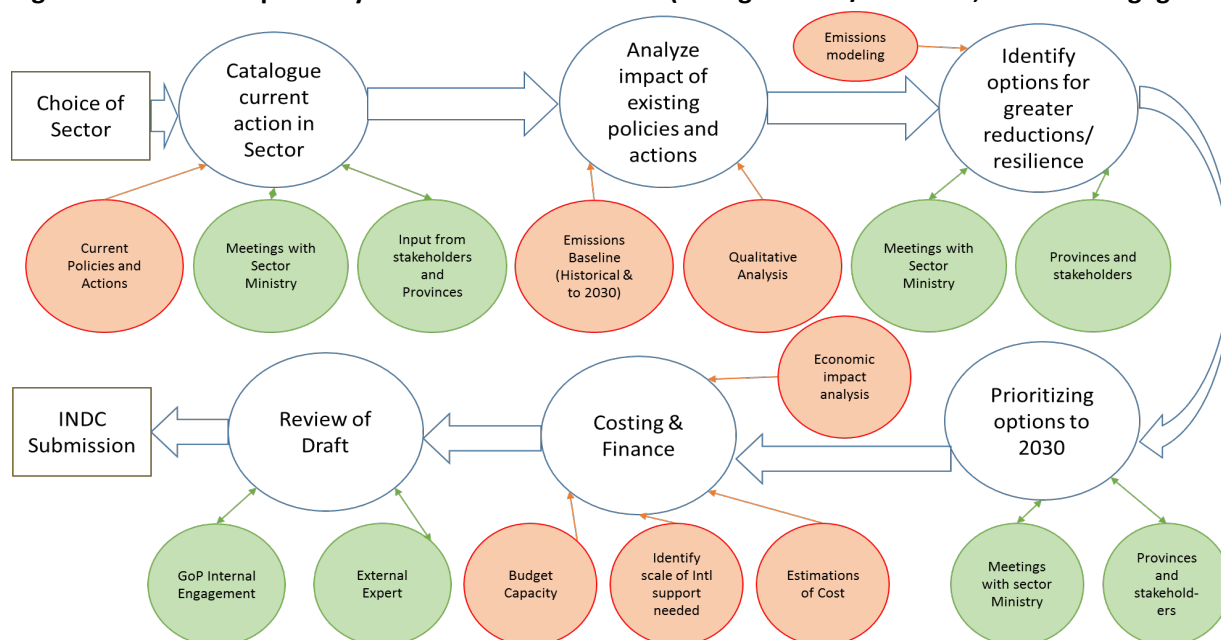 Choice of
Sector
Catalogue
current
action in
Sector
Analyze
impact of
existing
policies and
actions
Emissions
modeling
Identify
options for
greater
reductions/
resilience
Current
Policies and
Actions
Meetings with
Sector
Ministry
Input from
stakeholders
and
Provinces
Emissions
Baseline
(Historical &
to 2030)
Qualitative
Analysis
Meetings with
Sector
Ministry
Provinces and
stakeholders
INDC
Submission
Review of
Draft
Costing &
Finance
Economic
impact
analysis
Prioritizing
options to
2030
GoP Internal
Engagement
External
Expert
Budget
Capacity
Identify
scale of Intl
support
needed
Estimations
of Cost
Meetings
with sector
Ministry
Provinces
and
stakehold-
ers